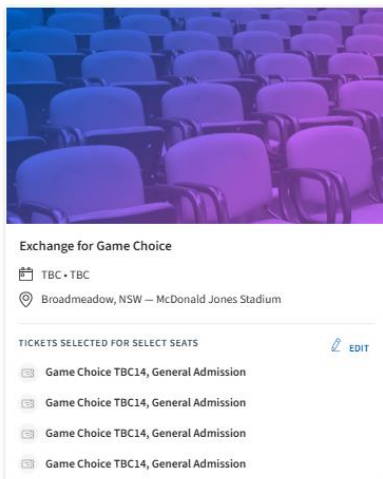 Exchange for Game Choice
TBC • TBC
Broadmeadow, NSW — McDonald Jones Stadium
TICKETS SELECTED FOR SELECT SEATS
EDIT
Game Choice TBC14, General Admission
Game Choice TBC14, General Admission
Game Choice TBC14, General Admission
Game Choice TBC14, General Admission